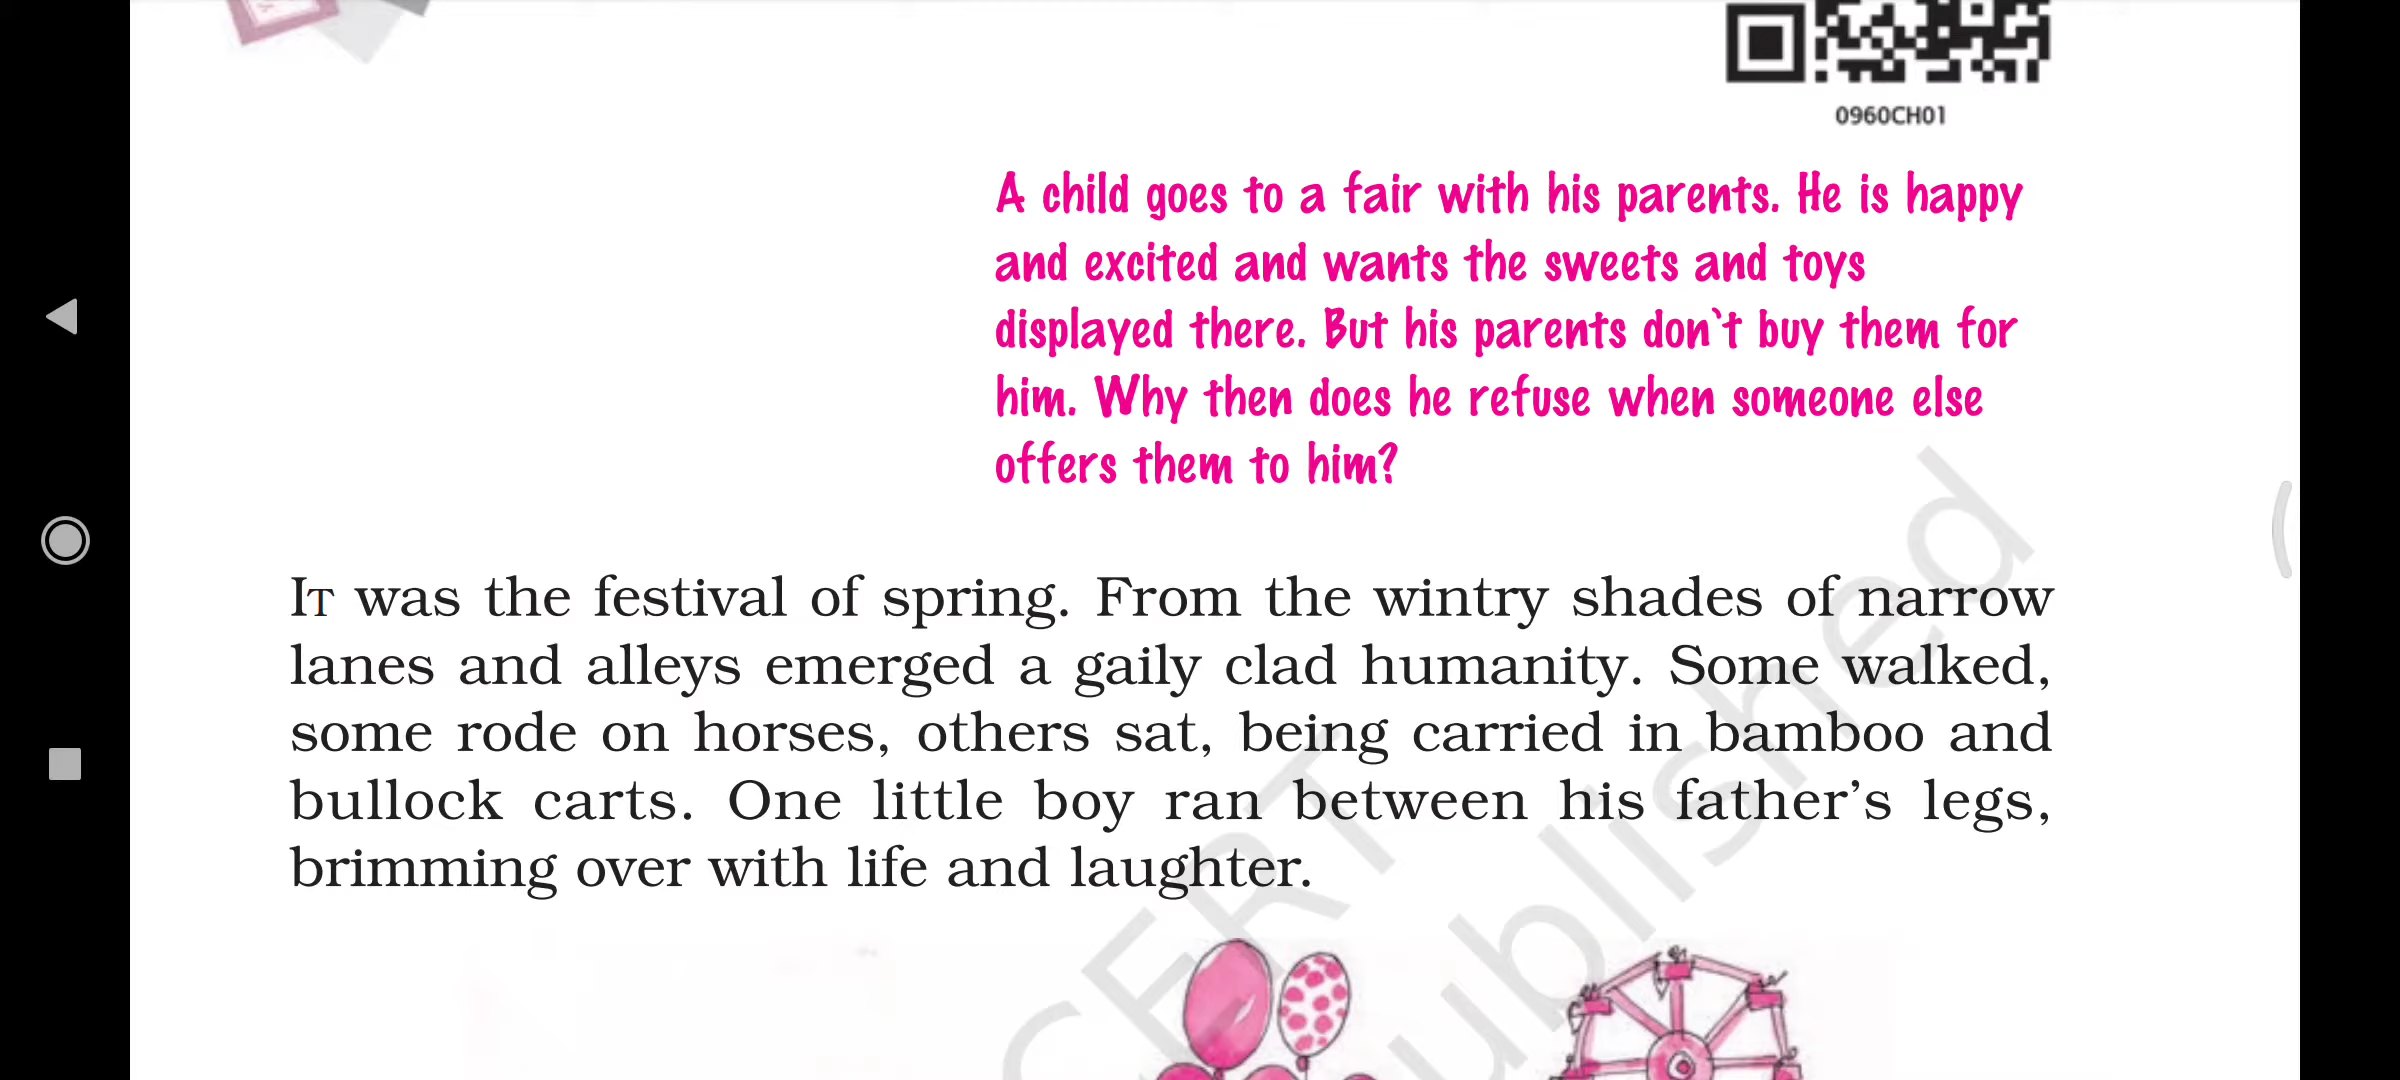 0960CH01
A child goes to a fair with his parents. He is happy
and excited and wants the sweets and toys
displayed there. But his parents don`t buy them for
him. Why then does he refuse when someone else
offers them to him?
IT was the festival of spring. From the wintry shades of narrow
lanes and alleys emerged a gaily clad humanity. Some walked,
some rode on horses, others sat, being carried in bamboo and
bullock carts. One little boy ran between his father’s legs,
brimming over with life and laughter.